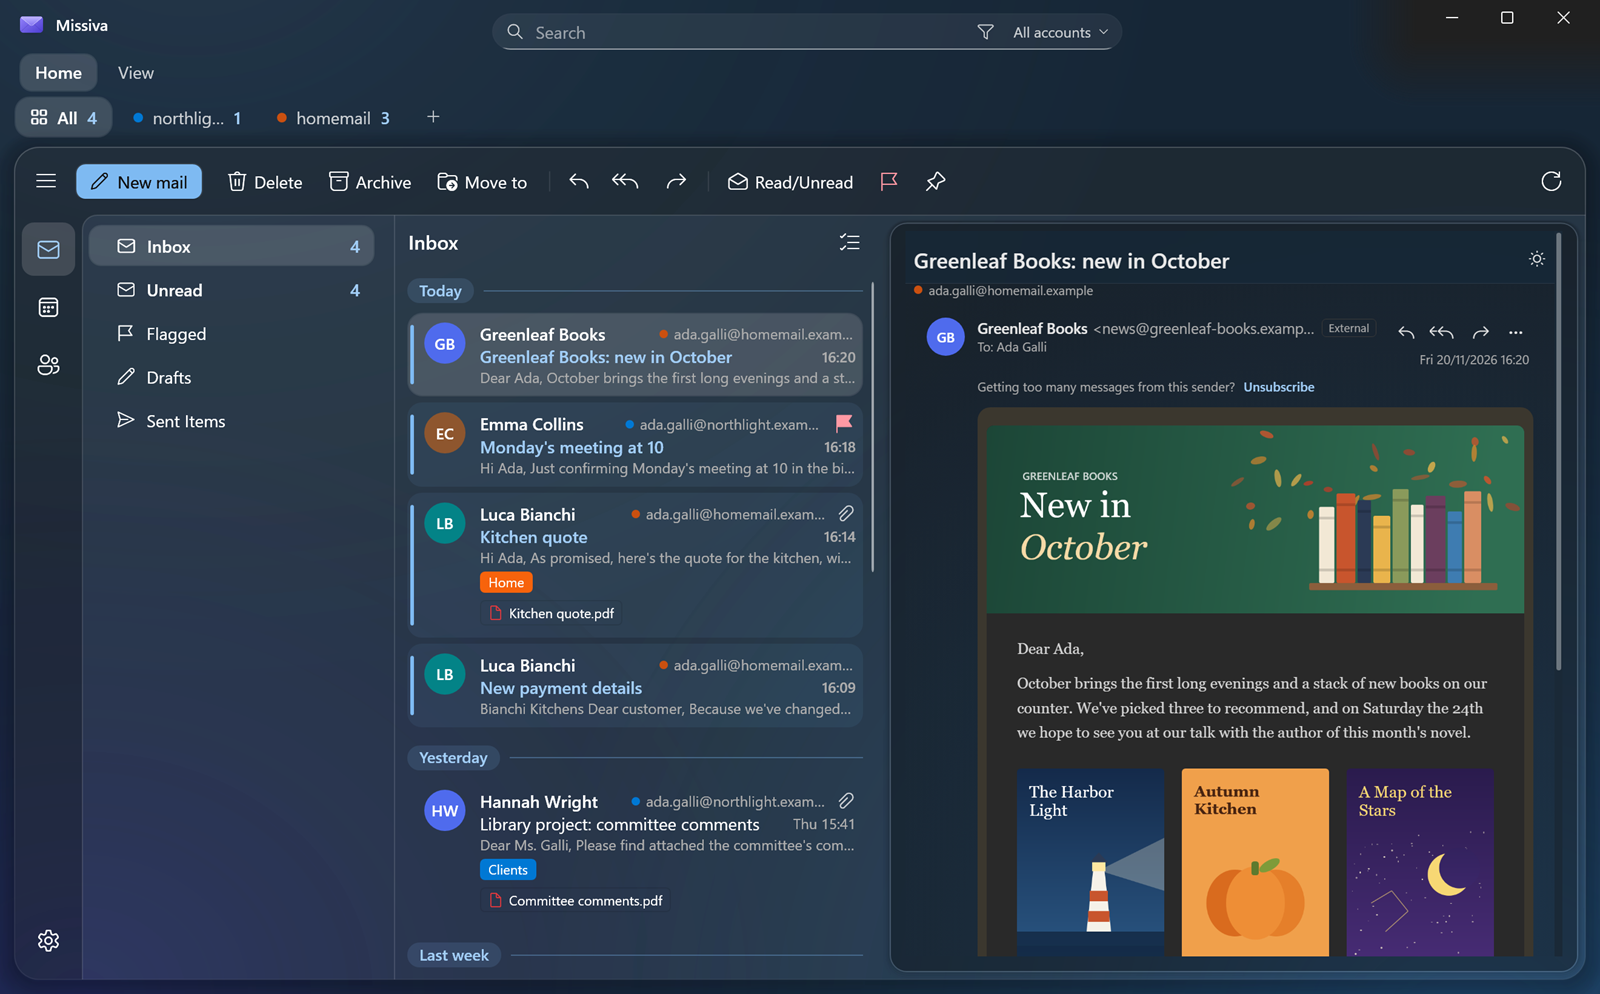 Missiva
Search
All accounts
Home
View
All 4
northlig... 1
homemail 3
New mail
Delete
Archive
Move to
Read/Unread
Inbox 4
Unread 4
Flagged
Drafts
Sent Items
Inbox
Today
GB
Greenleaf Books
ada.galli@homemail.exam...
Greenleaf Books: new in October
16:20
Dear Ada, October brings the first long evenings and a st...
EC
Emma Collins
ada.galli@northlight.exam...
Monday's meeting at 10
16:18
Hi Ada, Just confirming Monday's meeting at 10 in the bi...
LB
Luca Bianchi
ada.galli@homemail.exam...
Kitchen quote
16:14
Hi Ada, As promised, here's the quote for the kitchen, wi...
Home
Kitchen quote.pdf
LB
Luca Bianchi
ada.galli@homemail.exam...
New payment details
16:09
Bianchi Kitchens Dear customer, Because we've changed...
Yesterday
HW
Hannah Wright
ada.galli@northlight.exam...
Library project: committee comments
Thu 15:41
Dear Ms. Galli, Please find attached the committee's com...
Clients
Committee comments.pdf
Last week
Greenleaf Books: new in October
ada.galli@homemail.example
GB
Greenleaf Books <news@greenleaf-books.examp...
External
To: Ada Galli
Fri 20/11/2026 16:20
Getting too many messages from this sender? Unsubscribe
GREENLEAF BOOKS
New in
October
Dear Ada,
October brings the first long evenings and a stack of new books on our
counter. We've picked three to recommend, and on Saturday the 24th
we hope to see you at our talk with the author of this month's novel.
The Harbor
Light
Autumn
Kitchen
A Map of the
Stars